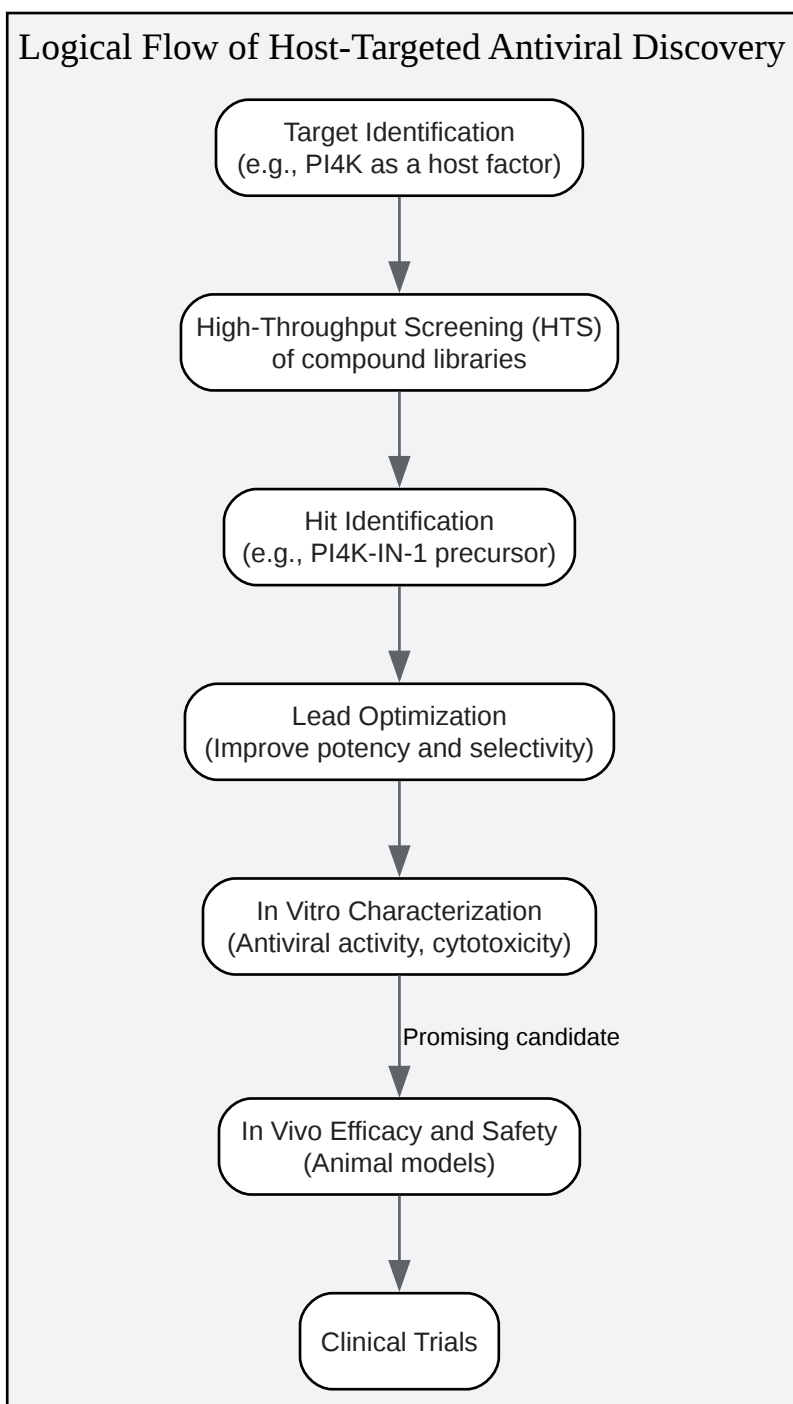 Logical Flow of Host-Targeted Antiviral Discovery
Target Identification
(e.g., PI4K as a host factor)
High-Throughput Screening (HTS)
of compound libraries
Hit Identification
(e.g., PI4K-IN-1 precursor)
Lead Optimization
(Improve potency and selectivity)
In Vitro Characterization
(Antiviral activity, cytotoxicity)
Promising candidate
In Vivo Efficacy and Safety
(Animal models)
Clinical Trials